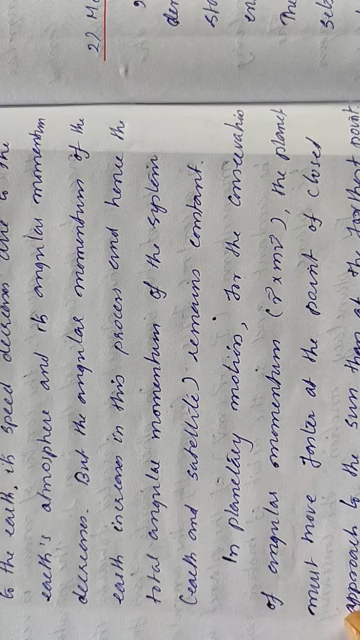 22
to the earth, its speed decreases due to the
earth's atmosphere and its angular momentum
decreases. But the angular momentum of the
earth increases in this process and hence the
total angular momentum of the system
(earth and satellite) remains constant.
In planetary motion, for the conservatio
of angular momentum (r⃗ × mv⃗), the planet
must move faster at the point of closed
approach to the sun than at the farthest point